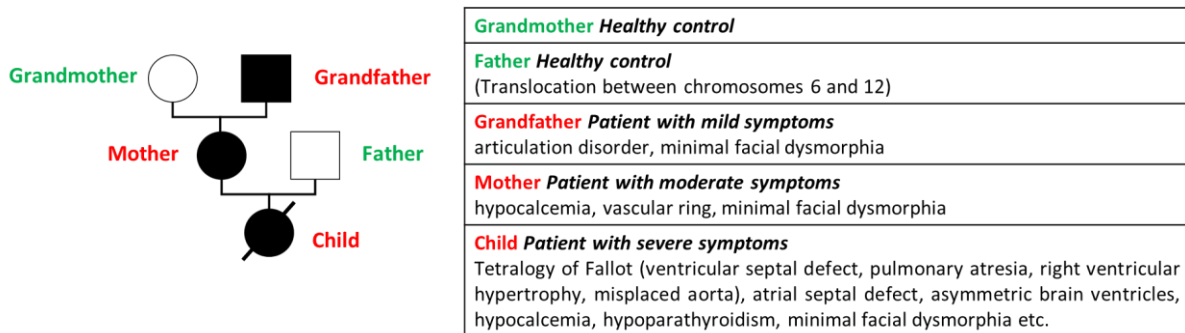 Grandmother
Grandfather
Mother
Father
Child
Grandmother Healthy control
Father Healthy control
(Translocation between chromosomes 6 and 12)
Grandfather Patient with mild symptoms
articulation disorder, minimal facial dysmorphia
Mother Patient with moderate symptoms
hypocalcemia, vascular ring, minimal facial dysmorphia
Child Patient with severe symptoms
Tetralogy of Fallot (ventricular septal defect, pulmonary atresia, right ventricular
hypertrophy, misplaced aorta), atrial septal defect, asymmetric brain ventricles,
hypocalcemia, hypoparathyroidism, minimal facial dysmorphia etc.